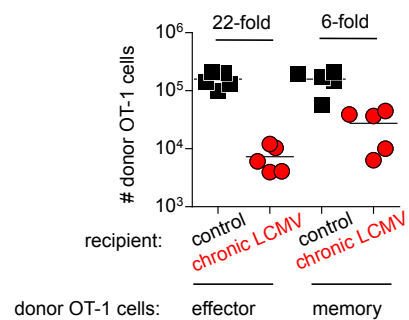 22-fold 6-fold
# donor OT-1 cells
10⁶
10⁵
10⁴
10³
recipient: control chronic LCMV control chronic LCMV
donor OT-1 cells: effector memory